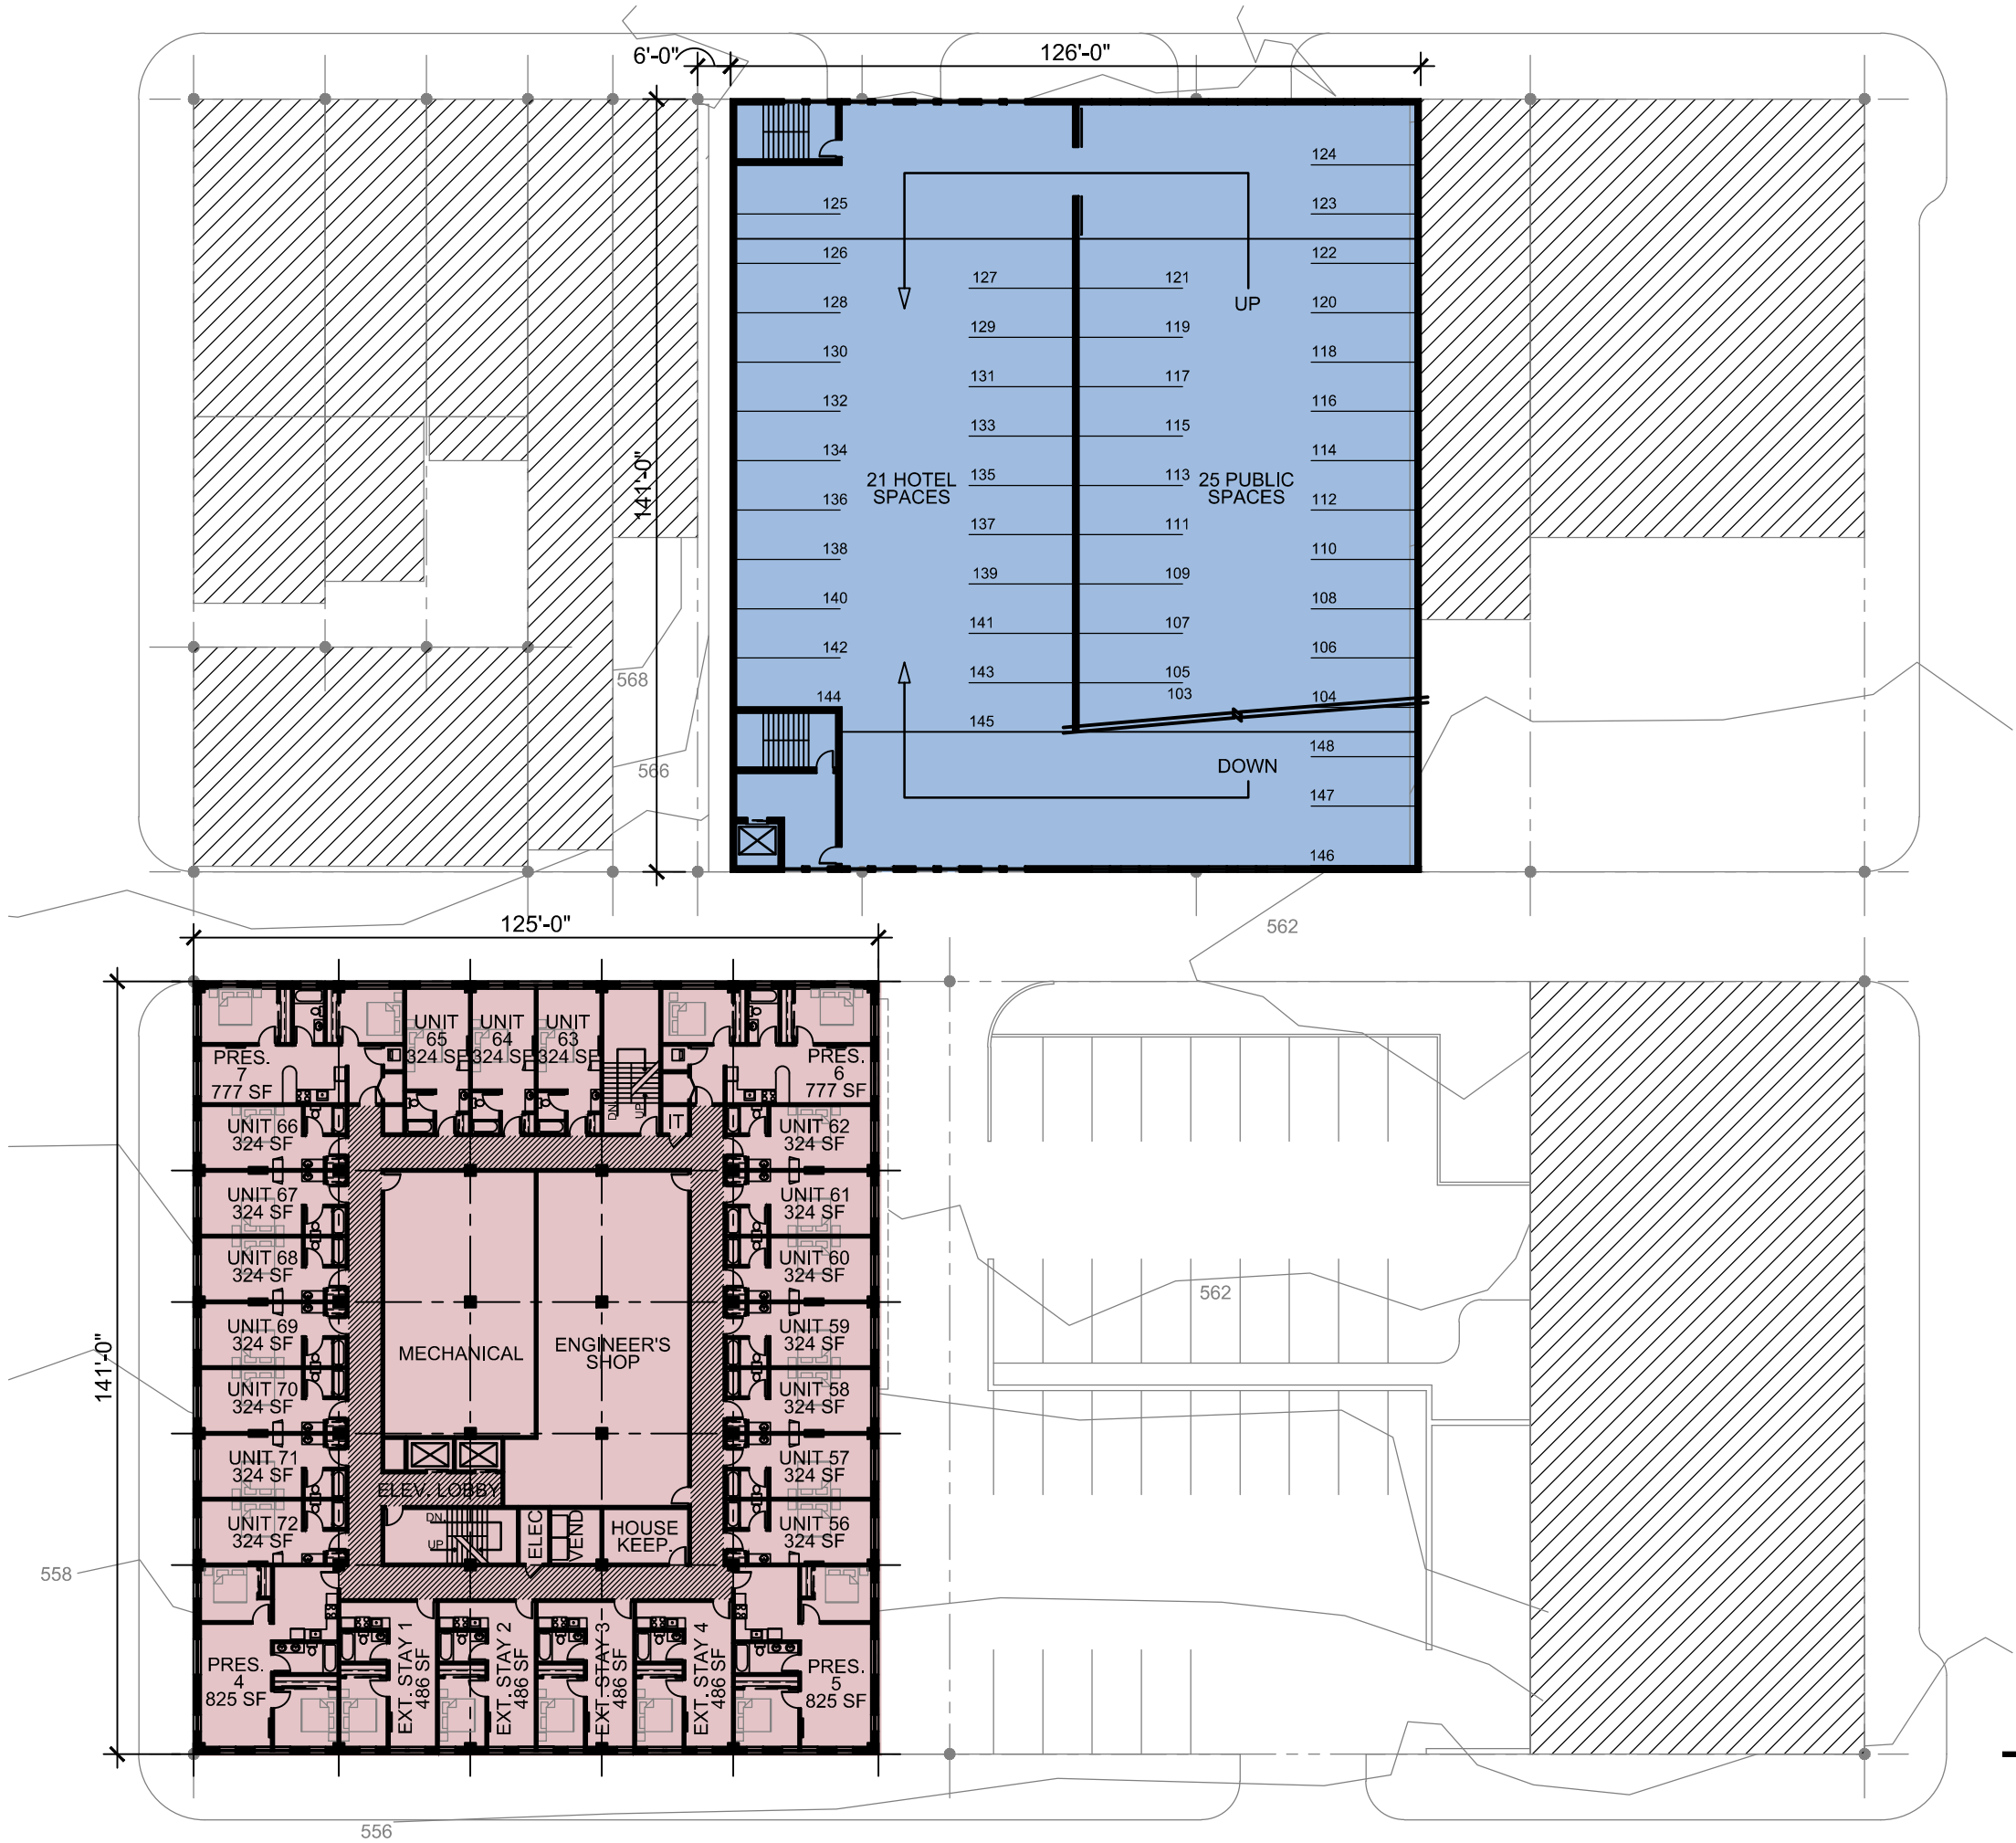 6'-0"
126'-0"
141'-0"
124
125
123
126
122
127
121
128
UP
120
129
119
130
118
131
117
132
116
133
115
134
114
21 HOTEL
SPACES
135
113
25 PUBLIC
SPACES
136
112
137
111
138
110
139
109
140
108
141
107
142
106
143
105
568
144
103
104
145
148
566
DOWN
147
146
125'-0"
562
141'-0"
PRES.
7
777 SF
UNIT
65
324 SF
UNIT
64
324 SF
UNIT
63
324 SF
PRES.
6
777 SF
DN
UP
IT
UNIT 66
324 SF
UNIT 62
324 SF
UNIT 67
324 SF
UNIT 61
324 SF
UNIT 68
324 SF
UNIT 60
324 SF
562
UNIT 69
324 SF
MECHANICAL
ENGINEER'S
SHOP
UNIT 59
324 SF
UNIT 70
324 SF
UNIT 58
324 SF
UNIT 71
324 SF
UNIT 57
324 SF
ELEV. LOBBY
UNIT 72
324 SF
DN
UP
ELEC
VEND
HOUSE
KEEP.
UNIT 56
324 SF
558
PRES.
4
825 SF
EXT. STAY 1
486 SF
EXT. STAY 2
486 SF
EXT. STAY 3
486 SF
EXT. STAY 4
486 SF
PRES.
5
825 SF
556